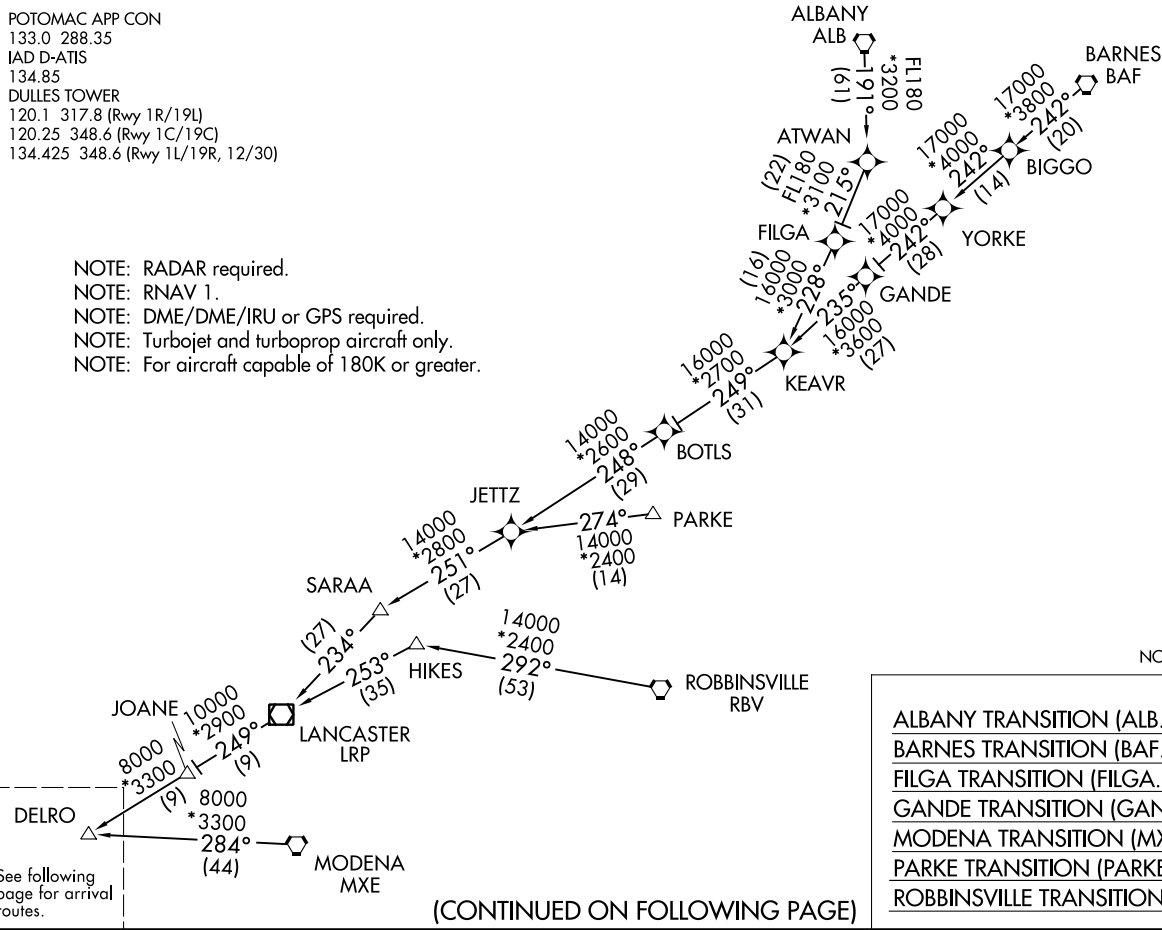 POTOMAC APP CON
133.0 288.35
IAD D-ATIS
134.85
DULLES TOWER
120.1 317.8 (Rwy 1R/19L)
120.25 348.6 (Rwy 1C/19C)
134.425 348.6 (Rwy 1L/19R, 12/30)
NOTE: RADAR required.
NOTE: RNAV 1.
NOTE: DME/DME/IRU or GPS required.
NOTE: Turbojet and turboprop aircraft only.
NOTE: For aircraft capable of 180K or greater.
ALBANY
ALB
FL180
*3200
191°
(61)
BARNES
BAF
17000
*3800
242°
(20)
BIGGO
17000
*4000
242°
(14)
YORKE
17000
*4000
242°
(28)
GANDE
ATWAN
(22)
FL180
*3100
215°
FILGA
(16)
16000
*3000
228°
235°
16000
*3600
(27)
KEAVR
16000
*2700
249°
(31)
BOTLS
14000
*2600
248°
(29)
JETTZ
274°
14000
*2400
(14)
PARKE
14000
*2800
251°
(27)
SARAA
(27)
234°
14000
*2400
292°
(53)
HIKES
253°
(35)
ROBBINSVILLE
RBV
LANCASTER
LRP
JOANE
10000
*2900
249°
(9)
8000
*3300
(9)
DELRO
8000
*3300
284°
(44)
MODENA
MXE
See following
page for arrival
routes.
(CONTINUED ON FOLLOWING PAGE)
NO
ALBANY TRANSITION (ALB.
BARNES TRANSITION (BAF.
FILGA TRANSITION (FILGA.
GANDE TRANSITION (GAN
MODENA TRANSITION (MX
PARKE TRANSITION (PARKE
ROBBINSVILLE TRANSITION